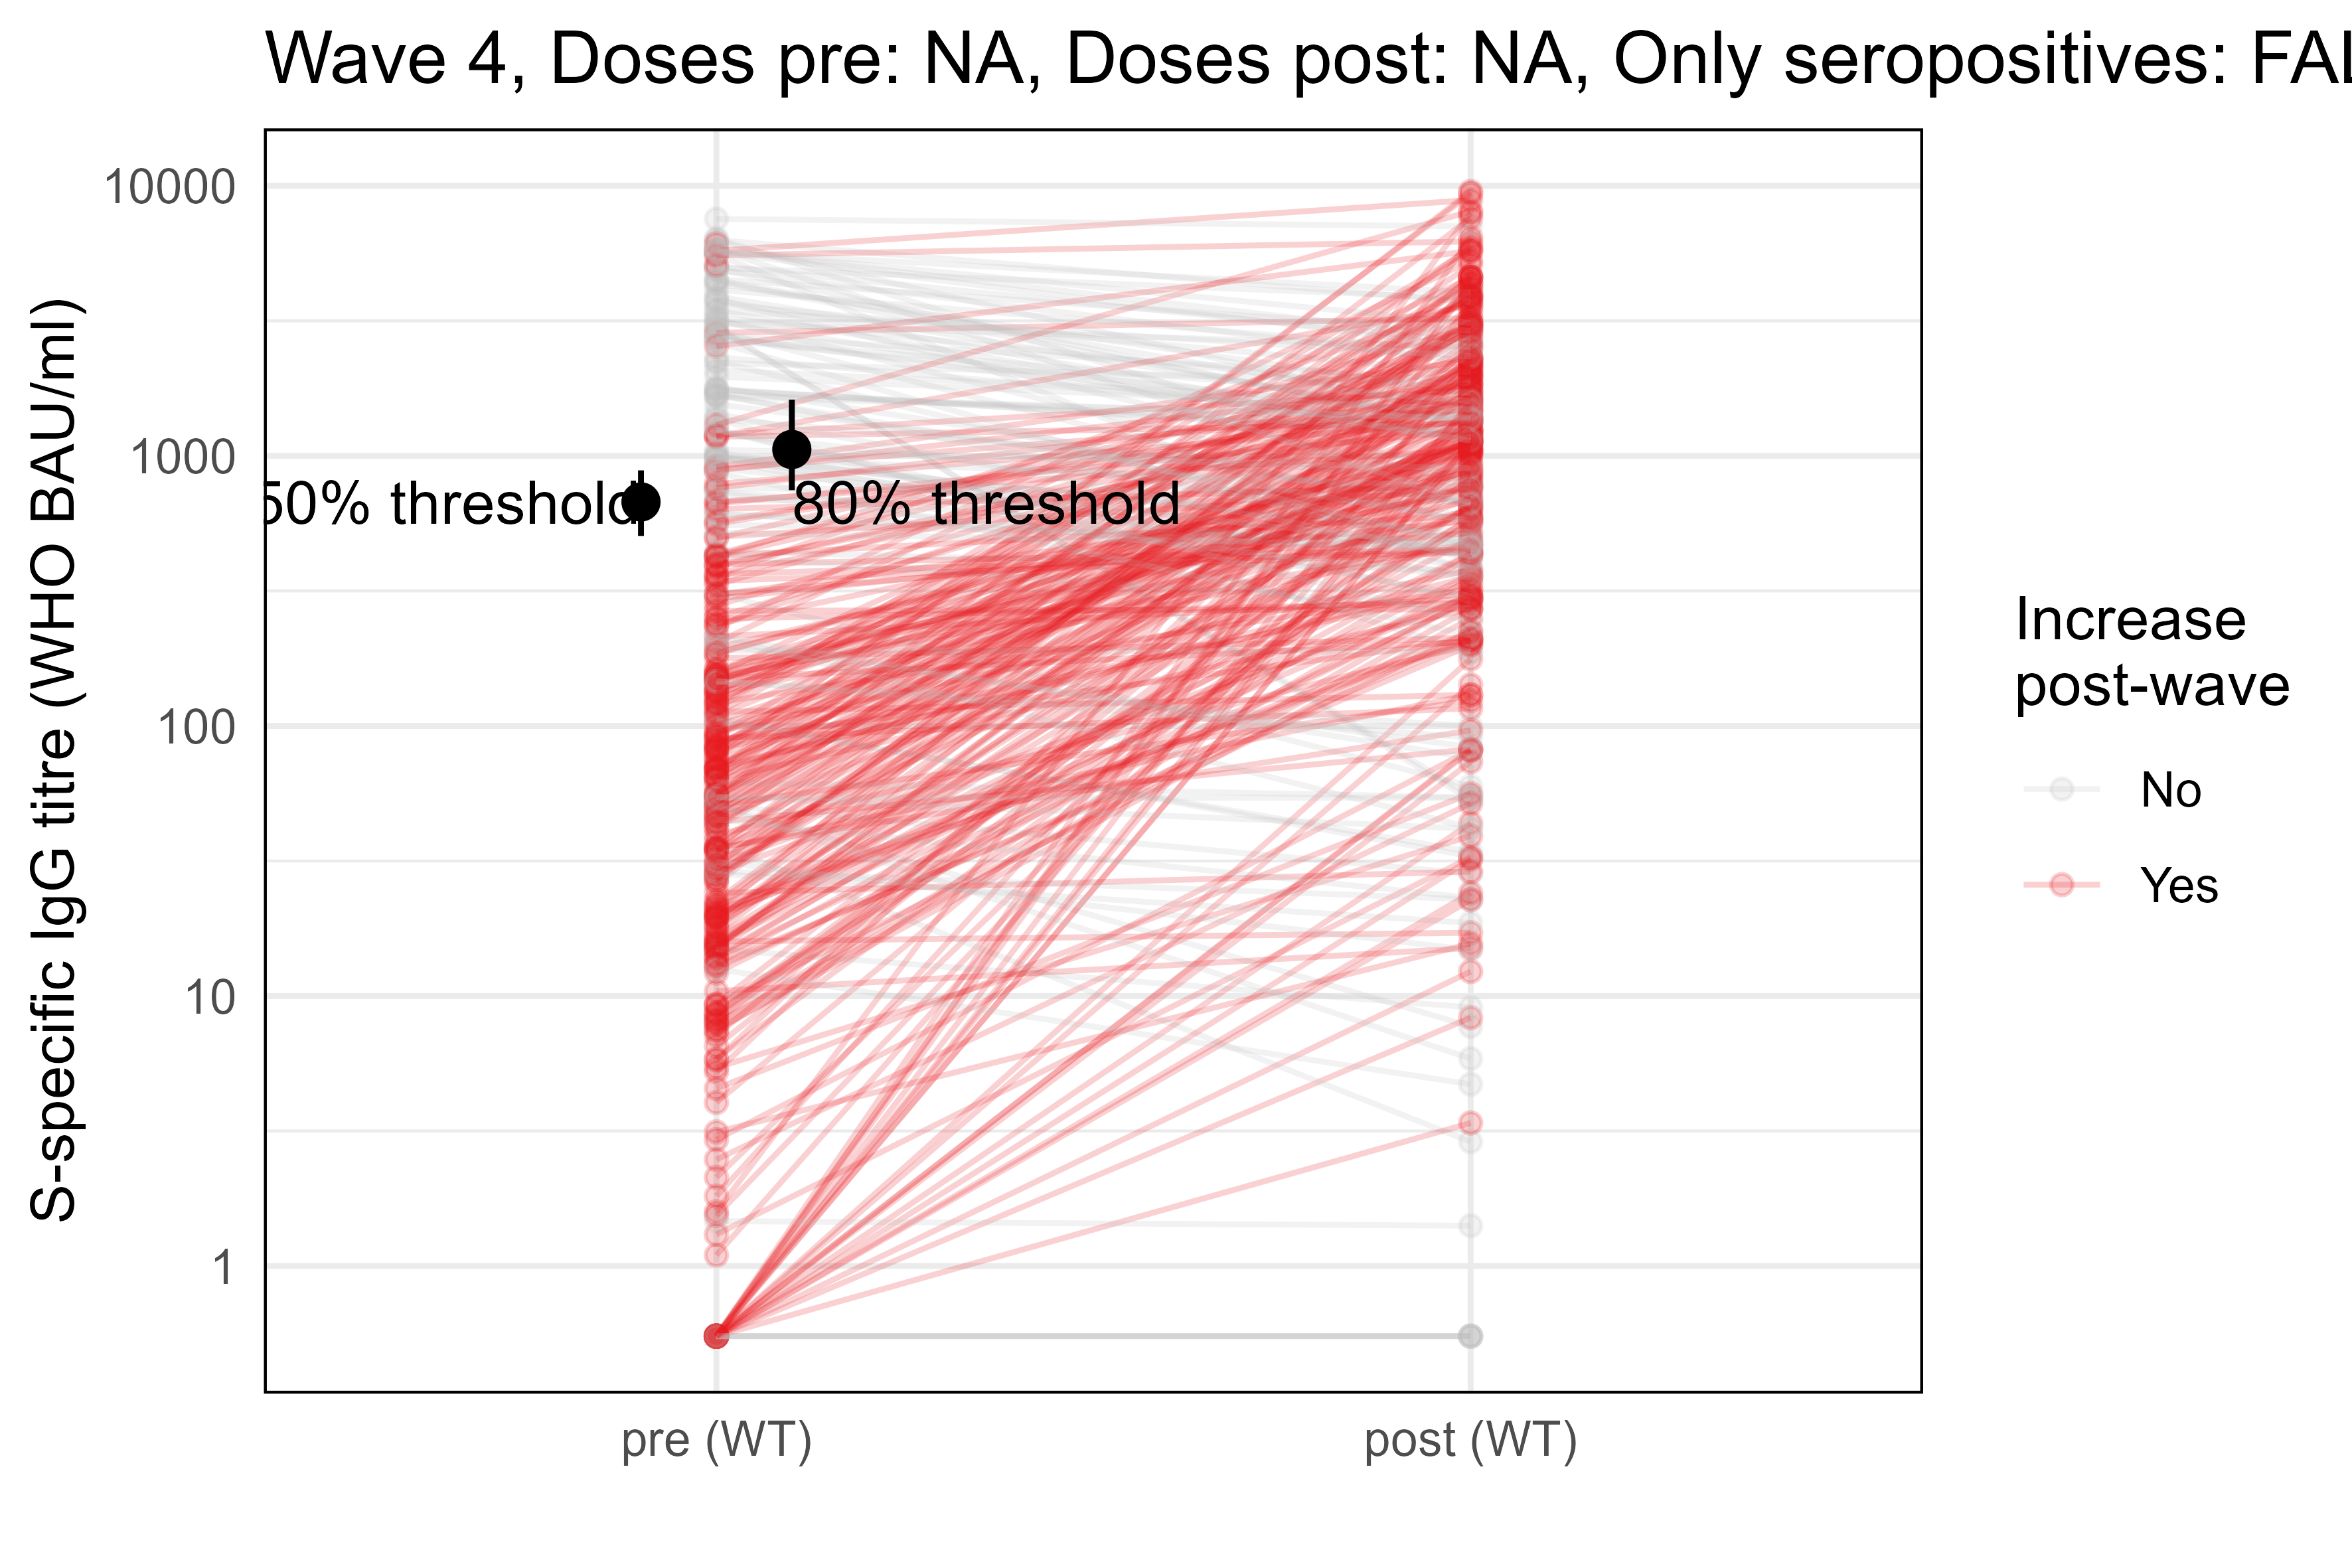 Wave 4, Doses pre: NA, Doses post: NA, Only seropositives: FAL
S-specific IgG titre (WHO BAU/ml)
10000
1000
100
10
1
50% threshold
80% threshold
pre (WT)
post (WT)
Increase
post-wave
No
Yes